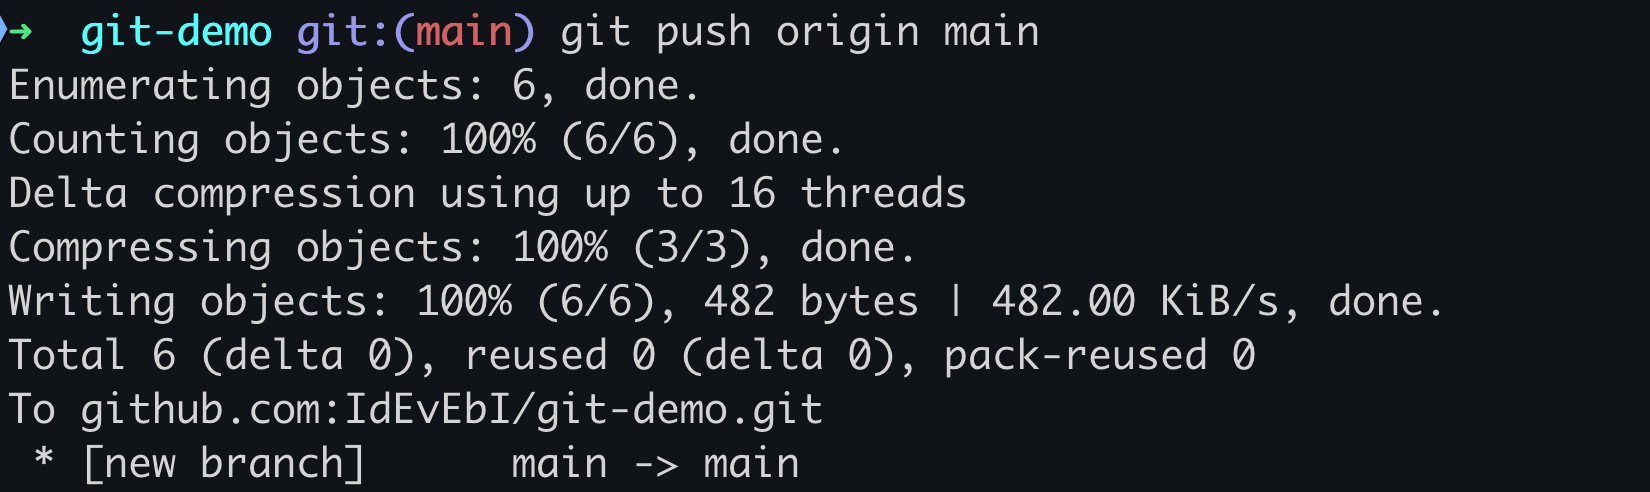 ➜  git-demo git:(main) git push origin main
Enumerating objects: 6, done.
Counting objects: 100% (6/6), done.
Delta compression using up to 16 threads
Compressing objects: 100% (3/3), done.
Writing objects: 100% (6/6), 482 bytes | 482.00 KiB/s, done.
Total 6 (delta 0), reused 0 (delta 0), pack-reused 0
To github.com:IdEvEbI/git-demo.git
 * [new branch]      main -> main